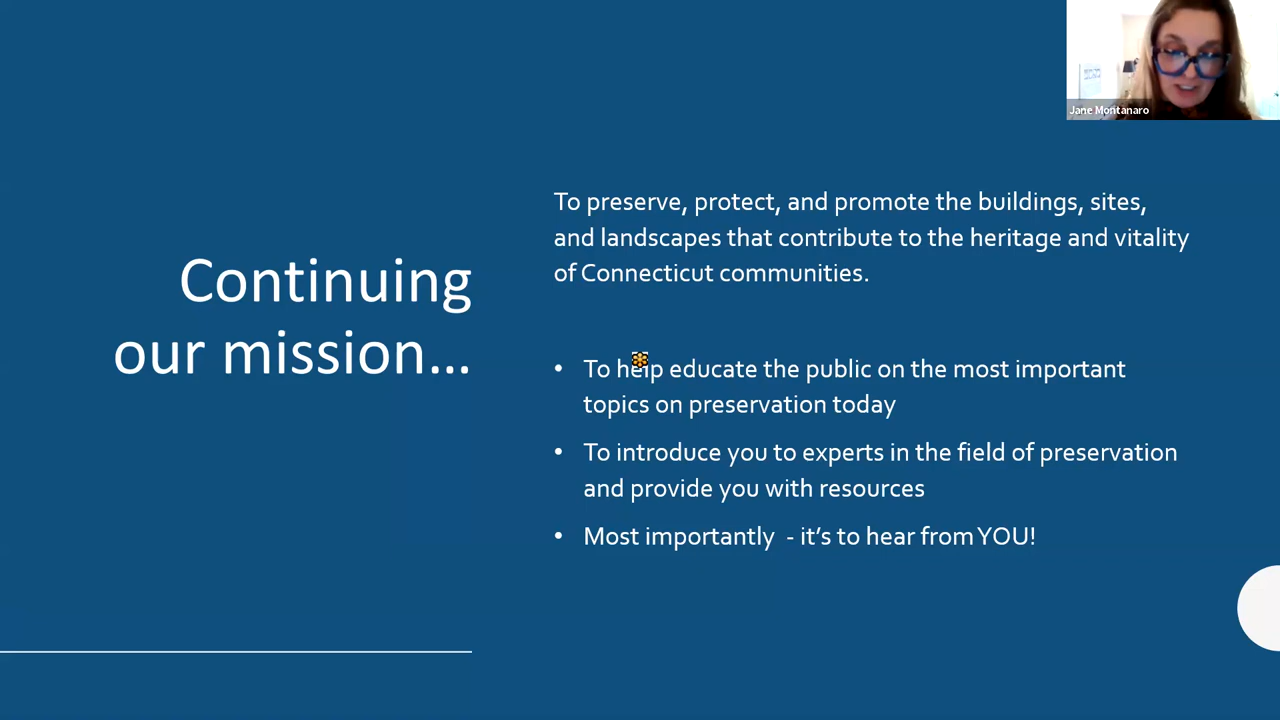 Jane Montanaro
Continuing
our mission...
To preserve, protect, and promote the buildings, sites,
and landscapes that contribute to the heritage and vitality
of Connecticut communities.
• To help educate the public on the most important
topics on preservation today
• To introduce you to experts in the field of preservation
and provide you with resources
• Most importantly - it’s to hear from YOU!